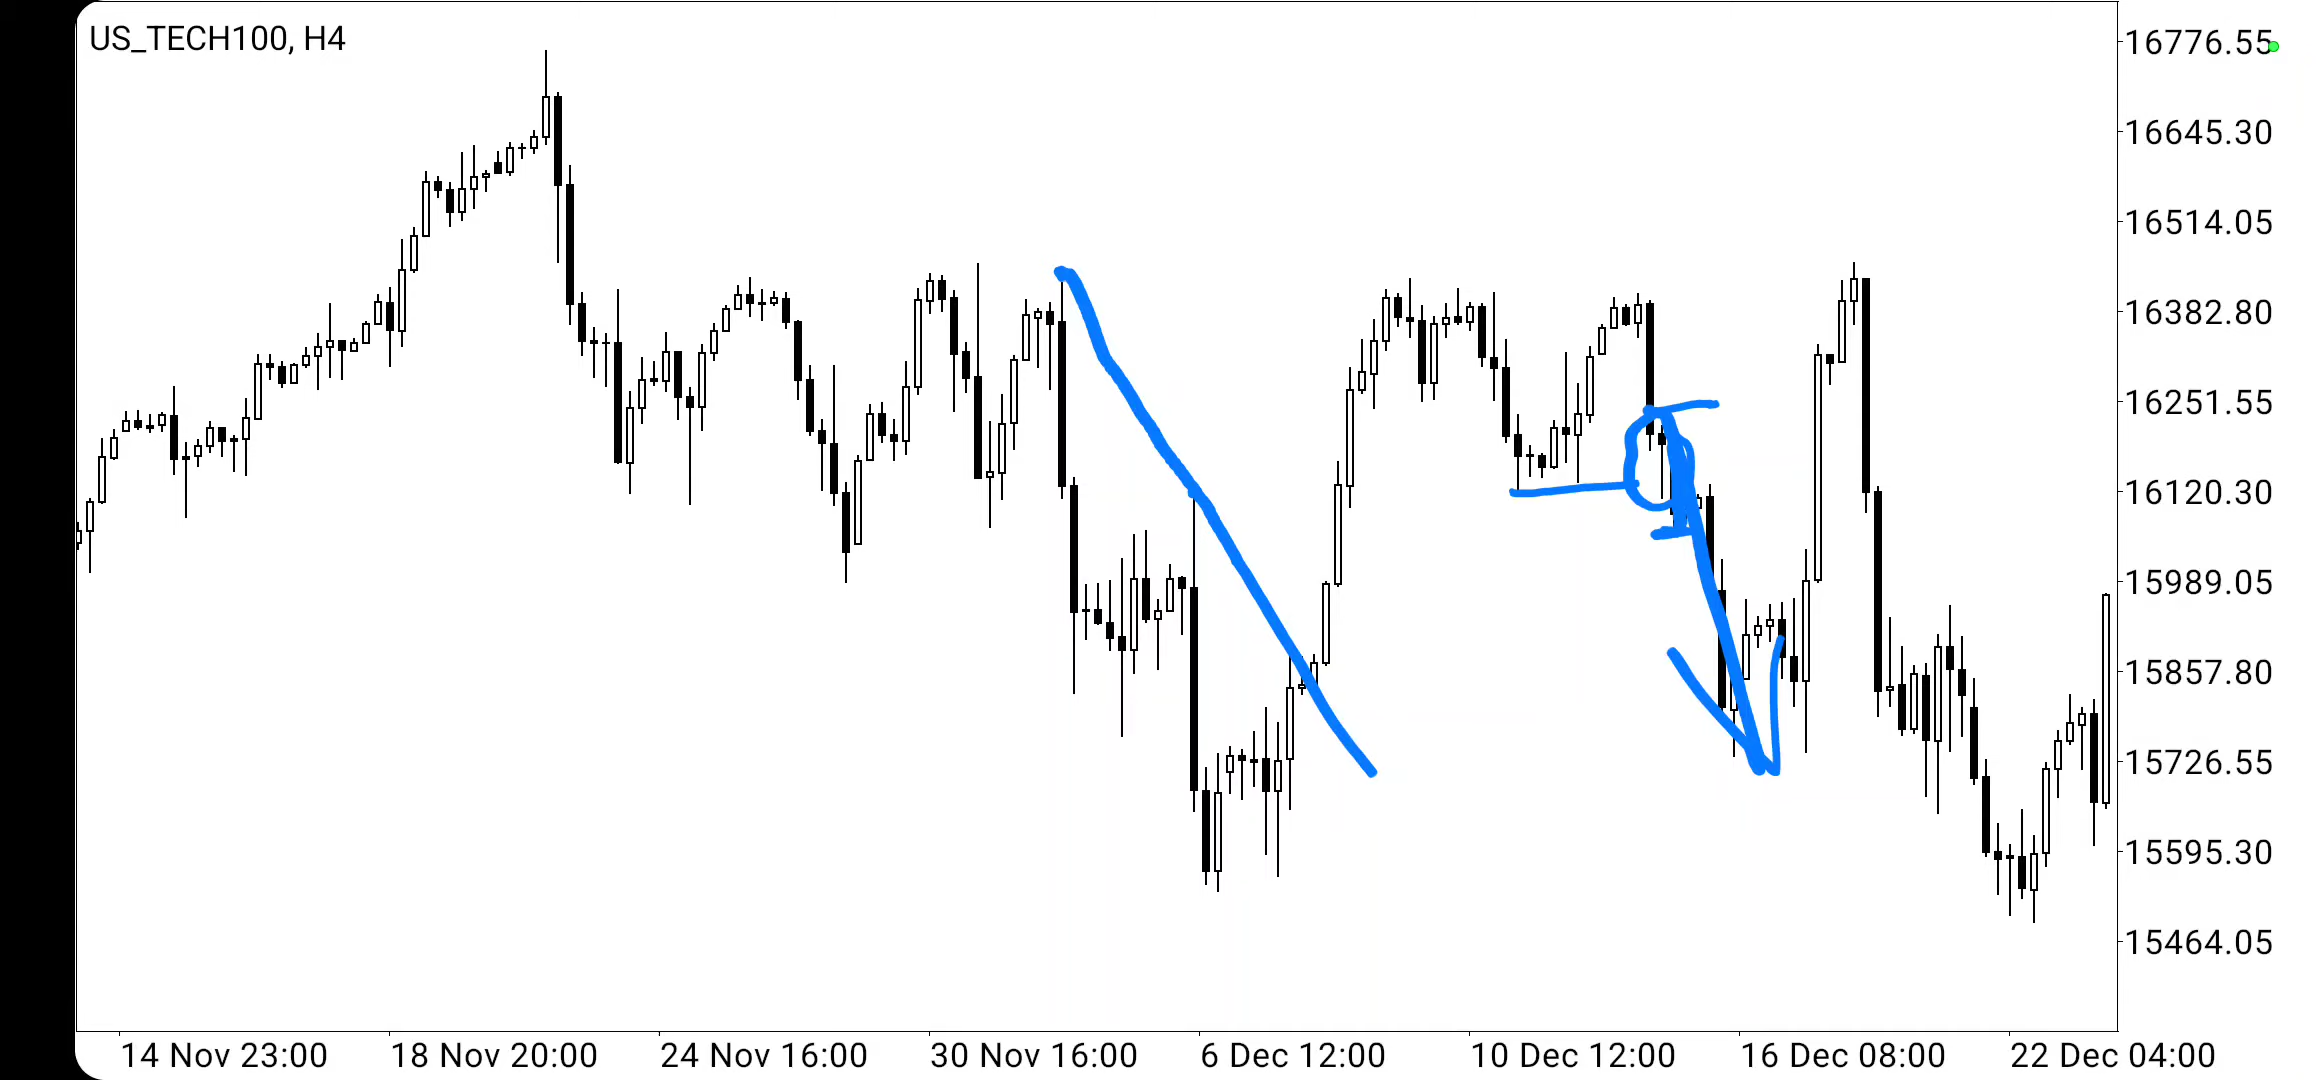 US_TECH100, H4
16776.55
16645.30
16514.05
16382.80
16251.55
16120.30
15989.05
15857.80
15726.55
15595.30
15464.05
14 Nov 23:00
18 Nov 20:00
24 Nov 16:00
30 Nov 16:00
6 Dec 12:00
10 Dec 12:00
16 Dec 08:00
22 Dec 04:00